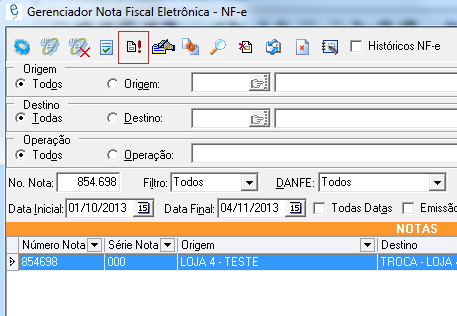 Gerenciador Nota Fiscal Eletrônica - NF-e
Históricos NF-e
Origem
Todos Origem:
Destino
Todas Destino:
Operação
Todos Operação:
No. Nota: 854.698 Filtro: Todos DANFE: Todos
Data Inicial: 01/10/2013 15 Data Final: 04/11/2013 15 Todas Datas Emissão
NOTAS
Número Nota Série Nota Origem Destino
854698 000 LOJA 4 - TESTE TROCA - LOJA